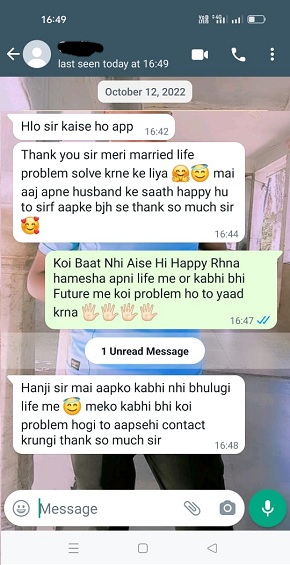 16:49
last seen today at 16:49
October 12, 2022
Hlo sir kaise ho app
16:42
Thank you sir meri married life
problem solve krne ke liya 🤗😇 mai
aaj apne husband ke saath happy hu
to sirf aapke bjh se thank so much sir
🥰
16:44
Koi Baat Nhi Aise Hi Happy Rhna
hamesha apni life me or kabhi bhi
Future me koi problem ho to yaad
krna 🖐🏻🖐🏻🖐🏻🖐🏻
16:47
1 Unread Message
Hanji sir mai aapko kabhi nhi bhulugi
life me 😇 meko kabhi bhi koi
problem hogi to aapsehi contact
krungi thank so much sir
16:48
Message